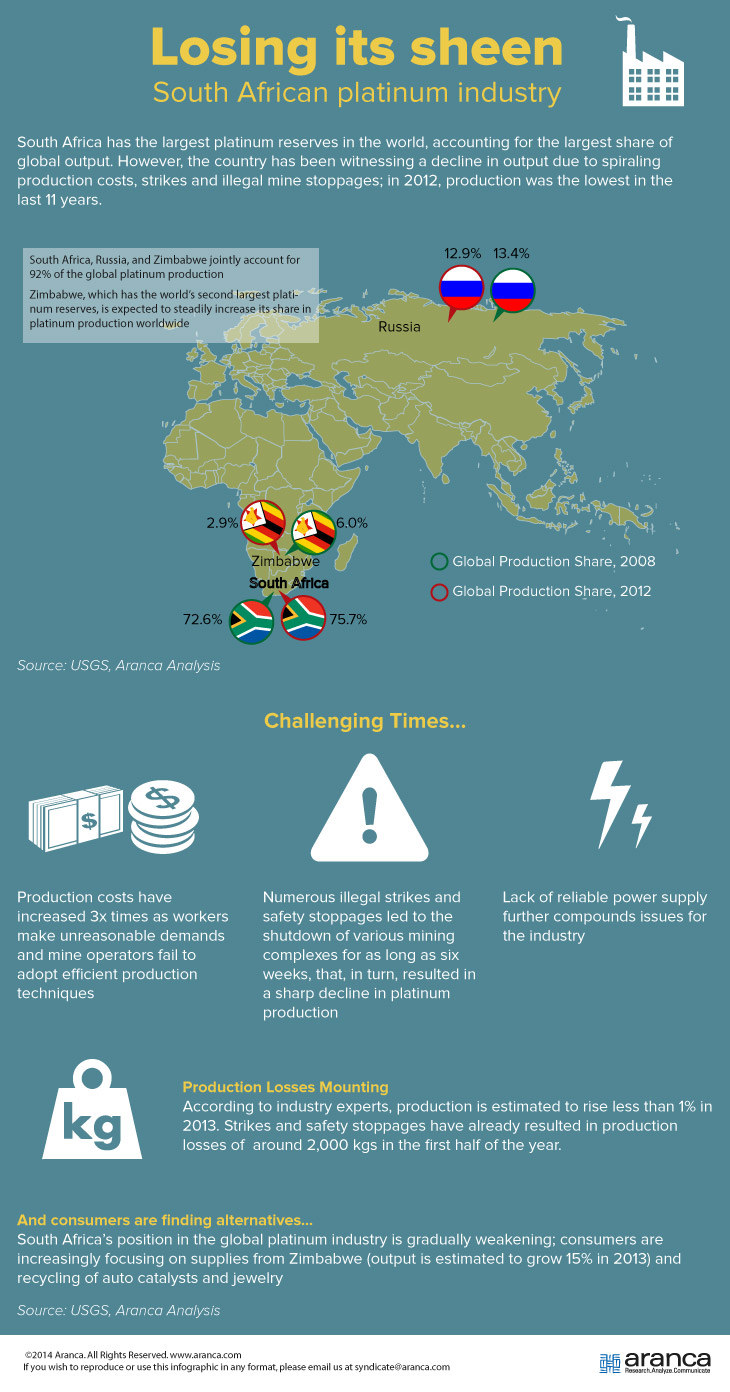 Losing its sheen
South African platinum industry
South Africa has the largest platinum reserves in the world, accounting for the largest share of
global output. However, the country has been witnessing a decline in output due to spiraling
production costs, strikes and illegal mine stoppages; in 2012, production was the lowest in the
last 11 years.
South Africa, Russia, and Zimbabwe jointly account for
92% of the global platinum production
Zimbabwe, which has the world's second largest plati-
num reserves, is expected to steadily increase its share in
platinum production worldwide
12.9% 13.4%
Russia
2.9% 6.0%
Zimbabwe
South Africa
72.6% 75.7%
Global Production Share, 2008
Global Production Share, 2012
Source: USGS, Aranca Analysis
Challenging Times...
$ $
Production costs have
increased 3x times as workers
make unreasonable demands
and mine operators fail to
adopt efficient production
techniques
!
Numerous illegal strikes and
safety stoppages led to the
shutdown of various mining
complexes for as long as six
weeks, that, in turn, resulted in
a sharp decline in platinum
production
Lack of reliable power supply
further compounds issues for
the industry
kg
Production Losses Mounting
According to industry experts, production is estimated to rise less than 1% in
2013. Strikes and safety stoppages have already resulted in production
losses of around 2,000 kgs in the first half of the year.
And consumers are finding alternatives...
South Africa's position in the global platinum industry is gradually weakening; consumers are
increasingly focusing on supplies from Zimbabwe (output is estimated to grow 15% in 2013) and
recycling of auto catalysts and jewelry
Source: USGS, Aranca Analysis
©2014 Aranca. All Rights Reserved. www.aranca.com
If you wish to reproduce or use this infographic in any format, please email us at syndicate@aranca.com
aranca
Research.Analyze.Communicate